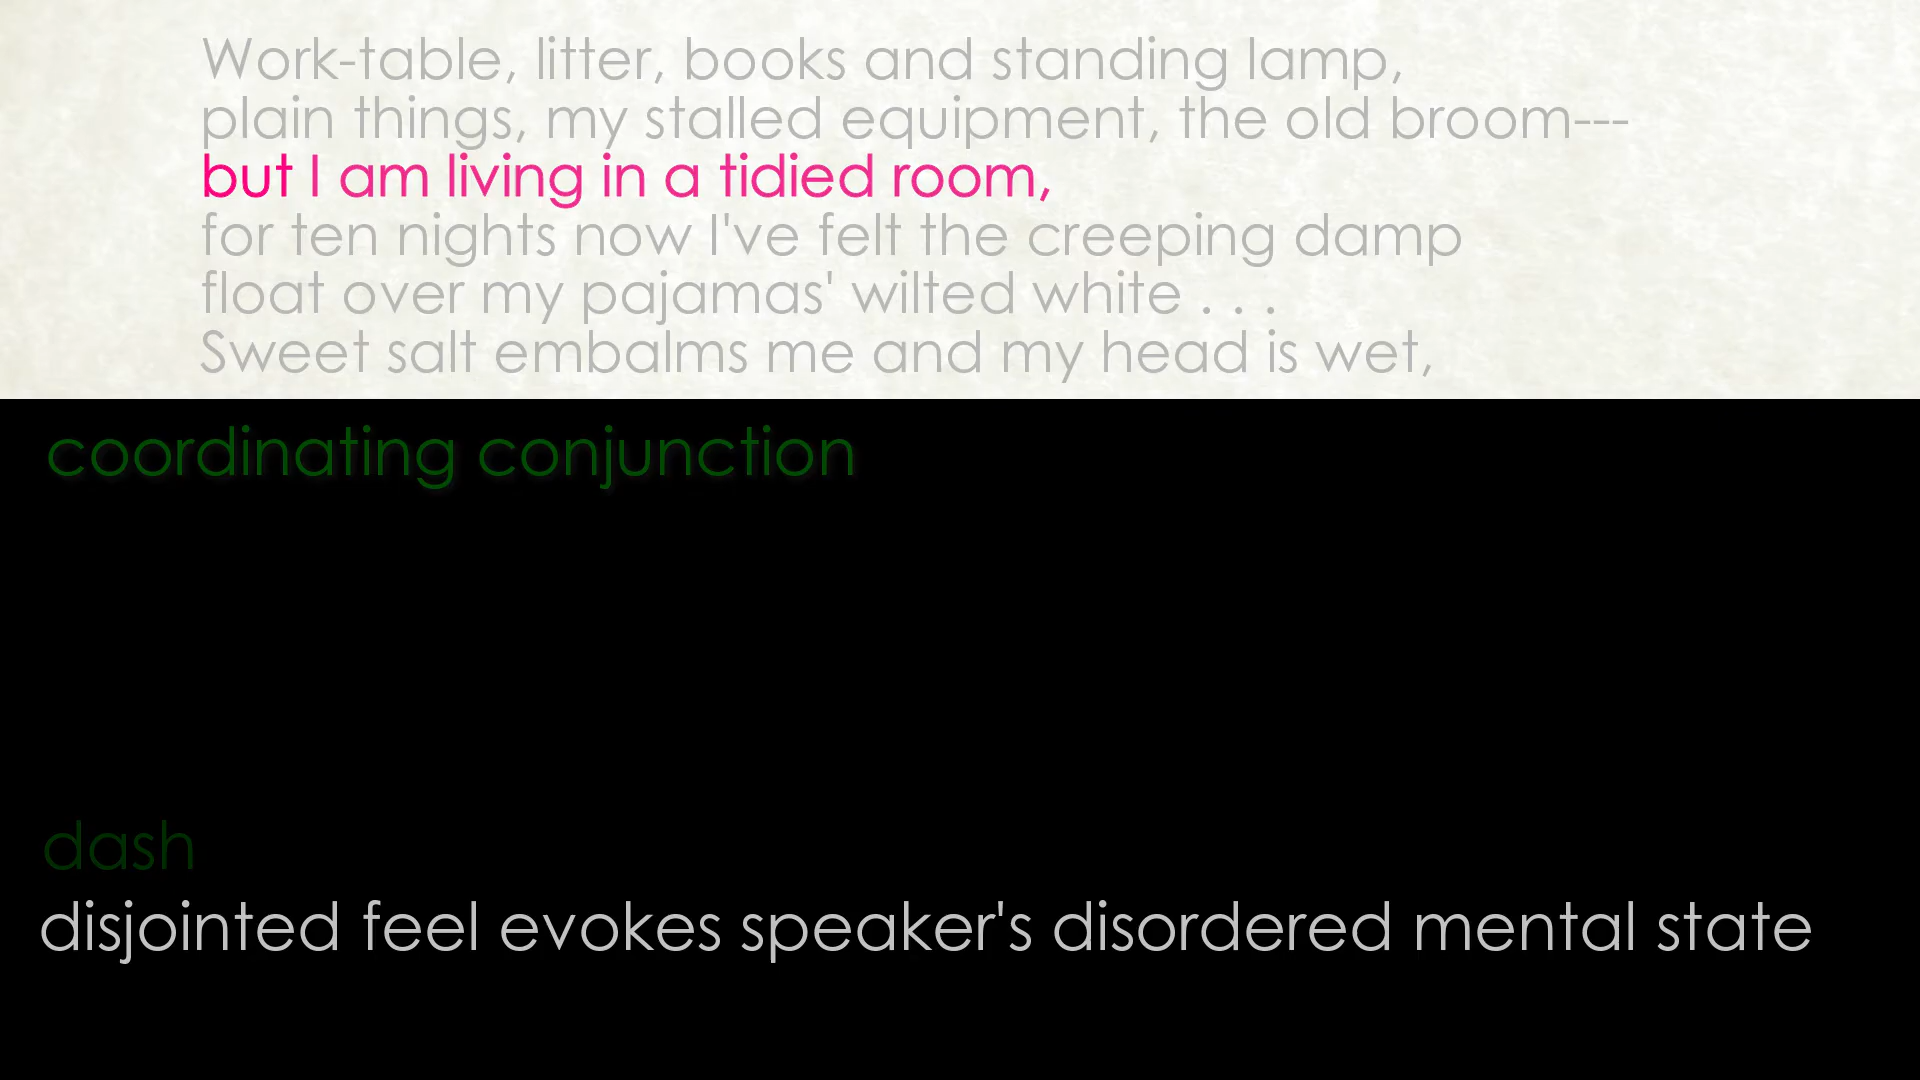 Work-table, litter, books and standing lamp,
plain things, my stalled equipment, the old broom---
but I am living in a tidied room,
for ten nights now I've felt the creeping damp
float over my pajamas' wilted white . . .
Sweet salt embalms me and my head is wet,
coordinating conjunction
dash
disjointed feel evokes speaker's disordered mental state